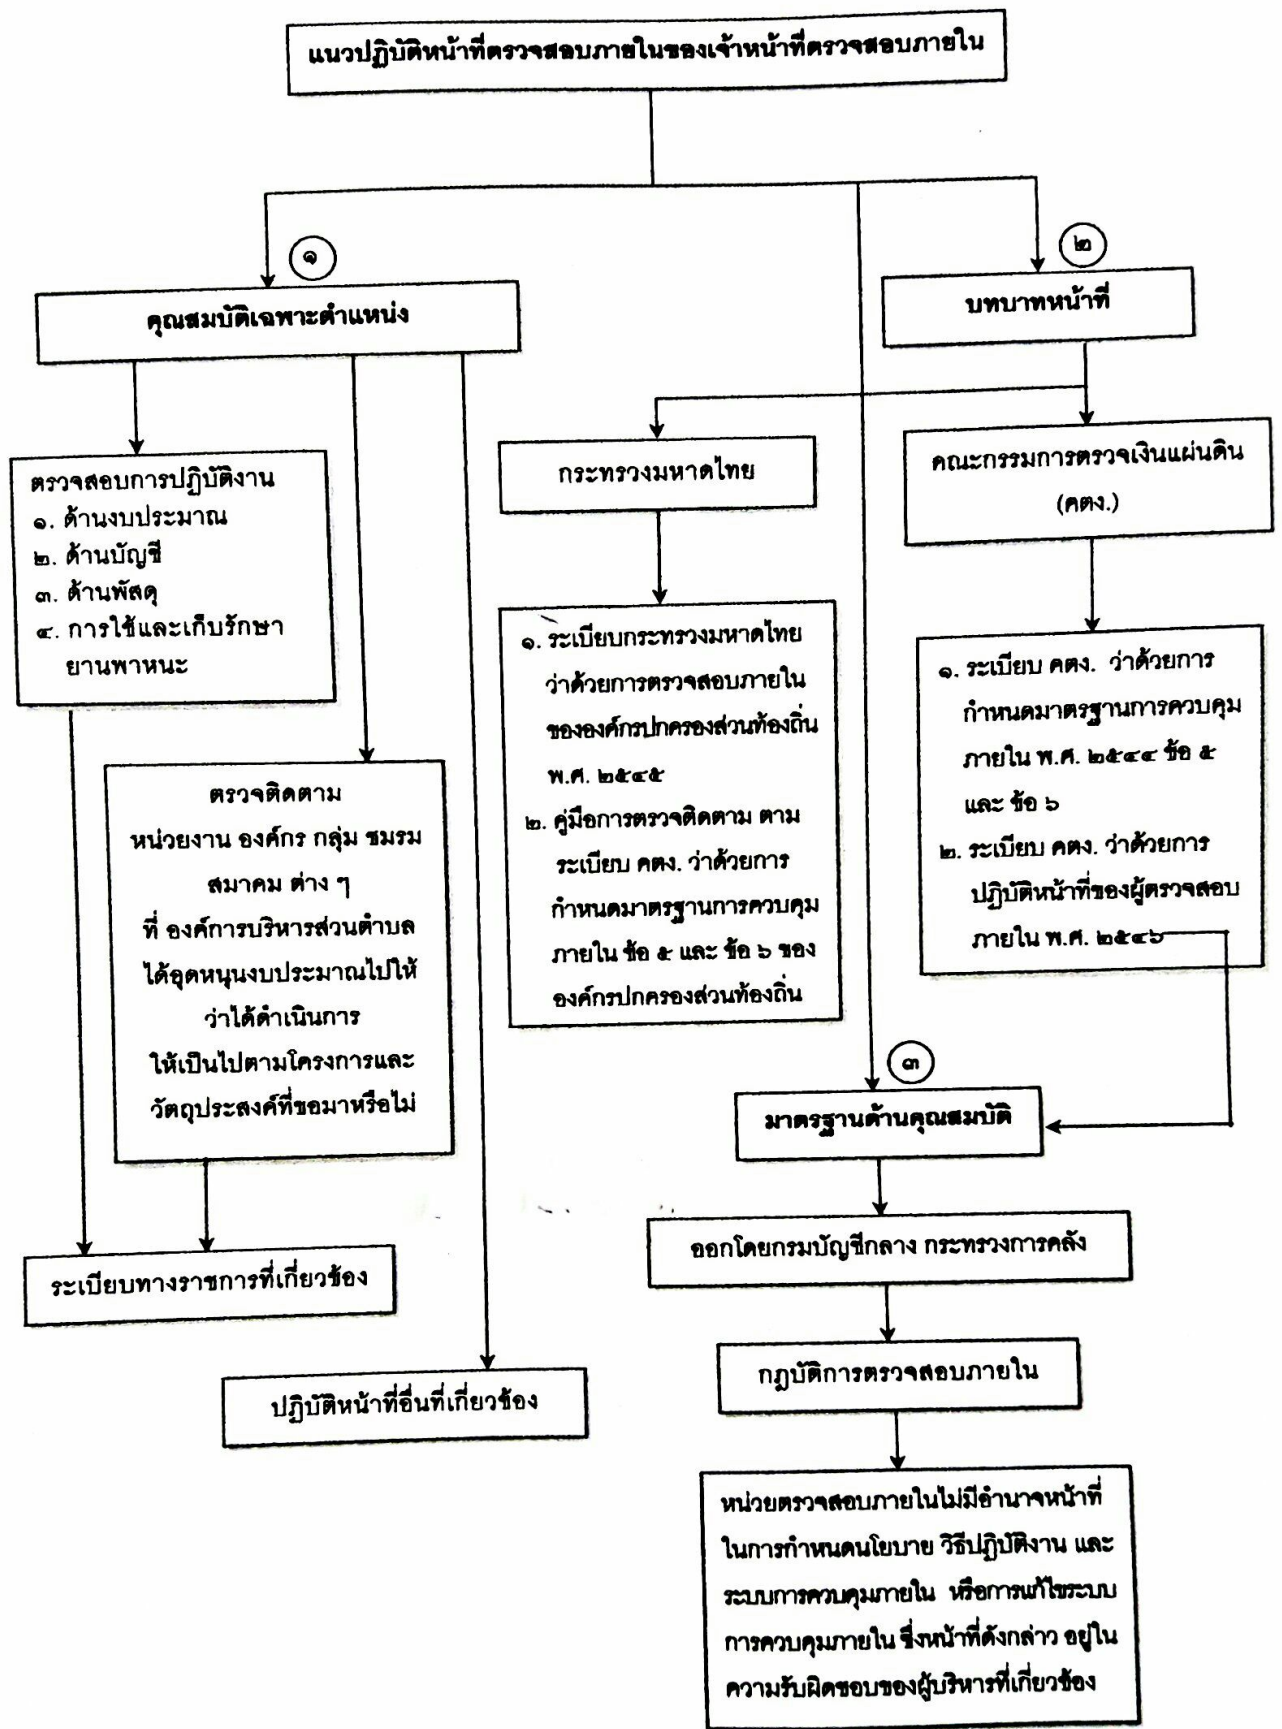 แนวปฏิบัติหน้าที่ตรวจสอบภายในของเจ้าหน้าที่ตรวจสอบภายใน
๑
คุณสมบัติเฉพาะตำแหน่ง
๒
บทบาทหน้าที่
ตรวจสอบการปฏิบัติงาน
๑. ด้านงบประมาณ
๒. ด้านบัญชี
๓. ด้านพัสดุ
๔. การใช้และเก็บรักษา
ยานพาหนะ
กระทรวงมหาดไทย
คณะกรรมการตรวจเงินแผ่นดิน
(คตง.)
ตรวจติดตาม
หน่วยงาน องค์กร กลุ่ม ชมรม
สมาคม ต่าง ๆ
ที่ องค์การบริหารส่วนตำบล
ได้อุดหนุนงบประมาณไปให้
ว่าได้ดำเนินการ
ให้เป็นไปตามโครงการและ
วัตถุประสงค์ที่ขอมาหรือไม่
๑. ระเบียบกระทรวงมหาดไทย
ว่าด้วยการตรวจสอบภายใน
ขององค์กรปกครองส่วนท้องถิ่น
พ.ศ. ๒๕๔๕
๒. คู่มือการตรวจติดตาม ตาม
ระเบียบ คตง. ว่าด้วยการ
กำหนดมาตรฐานการควบคุม
ภายใน ข้อ ๕ และ ข้อ ๖ ของ
องค์กรปกครองส่วนท้องถิ่น
๑. ระเบียบ คตง. ว่าด้วยการ
กำหนดมาตรฐานการควบคุม
ภายใน พ.ศ. ๒๕๔๔ ข้อ ๕
และ ข้อ ๖
๒. ระเบียบ คตง. ว่าด้วยการ
ปฏิบัติหน้าที่ของผู้ตรวจสอบ
ภายใน พ.ศ. ๒๕๔๖
๓
มาตรฐานด้านคุณสมบัติ
ออกโดยกรมบัญชีกลาง กระทรวงการคลัง
ระเบียบทางราชการที่เกี่ยวข้อง
กฎบัติการตรวจสอบภายใน
ปฏิบัติหน้าที่อื่นที่เกี่ยวข้อง
หน่วยตรวจสอบภายในไม่มีอำนาจหน้าที่
ในการกำหนดนโยบาย วิธีปฏิบัติงาน และ
ระบบการควบคุมภายใน หรือการแก้ไขระบบ
การควบคุมภายใน ซึ่งหน้าที่ดังกล่าว อยู่ใน
ความรับผิดชอบของผู้บริหารที่เกี่ยวข้อง